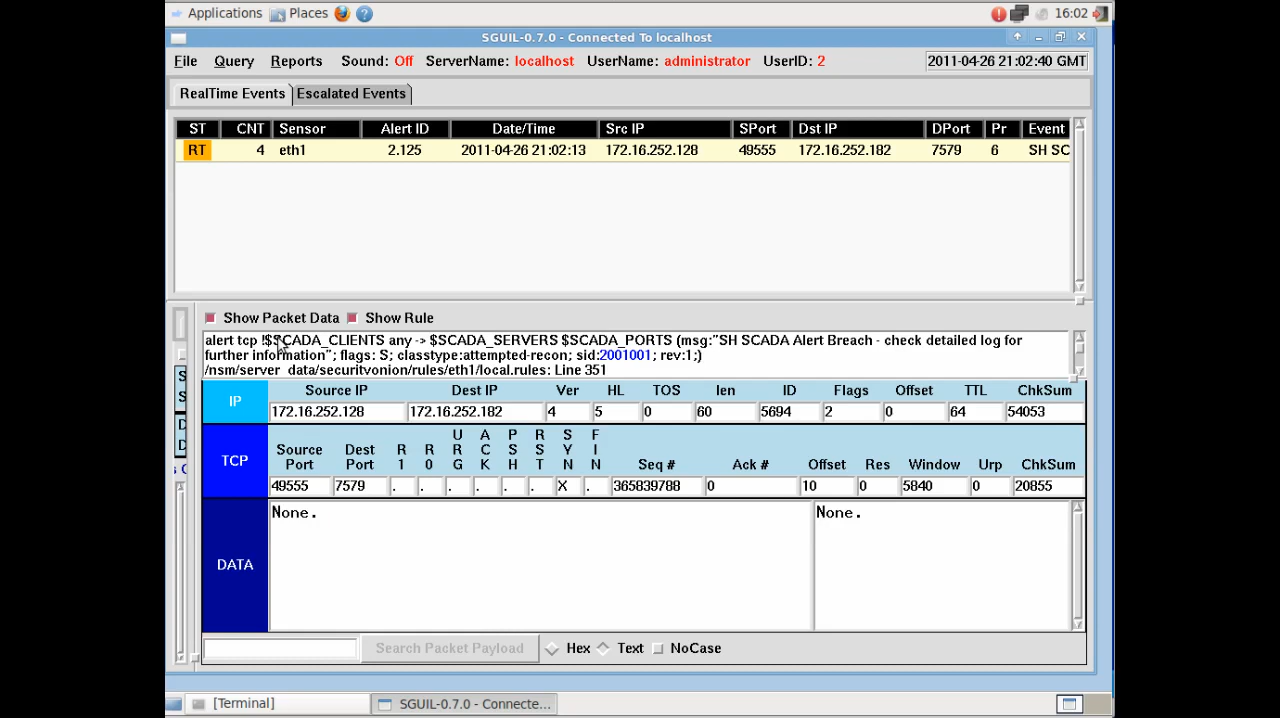 Applications Places 16:02
SGUIL-0.7.0 - Connected To localhost
File Query Reports Sound: Off ServerName: localhost UserName: administrator UserID: 2 2011-04-26 21:02:40 GMT
RealTime Events Escalated Events
ST CNT Sensor Alert ID Date/Time Src IP SPort Dst IP DPort Pr Event
RT 4 eth1 2.125 2011-04-26 21:02:13 172.16.252.128 49555 172.16.252.182 7579 6 SH SC
Show Packet Data Show Rule
alert tcp !$SCADA_CLIENTS any -> $SCADA_SERVERS $SCADA_PORTS (msg:"SH SCADA Alert Breach - check detailed log for
further information"; flags: S; classtype:attempted-recon; sid:2001001; rev:1;)
/nsm/server_data/securityonion/rules/eth1/local.rules: Line 351
IP
Source IP Dest IP Ver HL TOS len ID Flags Offset TTL ChkSum
172.16.252.128 172.16.252.182 4 5 0 60 5694 2 0 64 54053
TCP
Source Port Dest Port R1 R0 URG ACK PSH RST SYN FIN Seq # Ack # Offset Res Window Urp ChkSum
49555 7579 . . . . . . X . 365839788 0 10 0 5840 0 20855
DATA
None. None.
Search Packet Payload Hex Text NoCase
[Terminal] SGUIL-0.7.0 - Connecte...